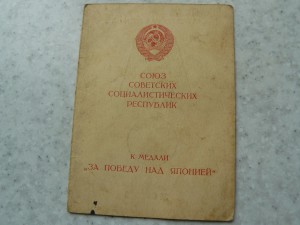 СОЮЗ
СОВЕТСКИХ
СОЦИАЛИСТИЧЕСКИХ
РЕСПУБЛИК
К МЕДАЛИ
„ЗА ПОБЕДУ НАД ЯПОНИЕЙ“